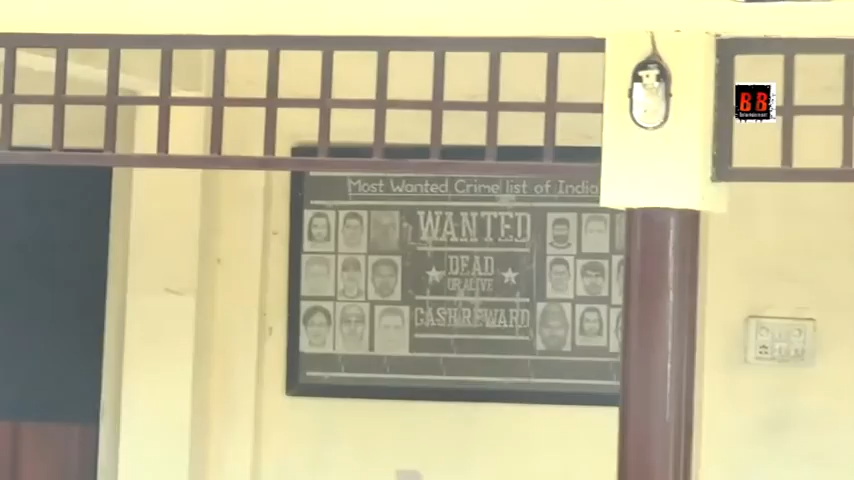 Most Wanted Crime list of India
WANTED
DEAD
OR ALIVE
CASH REWARD
BB